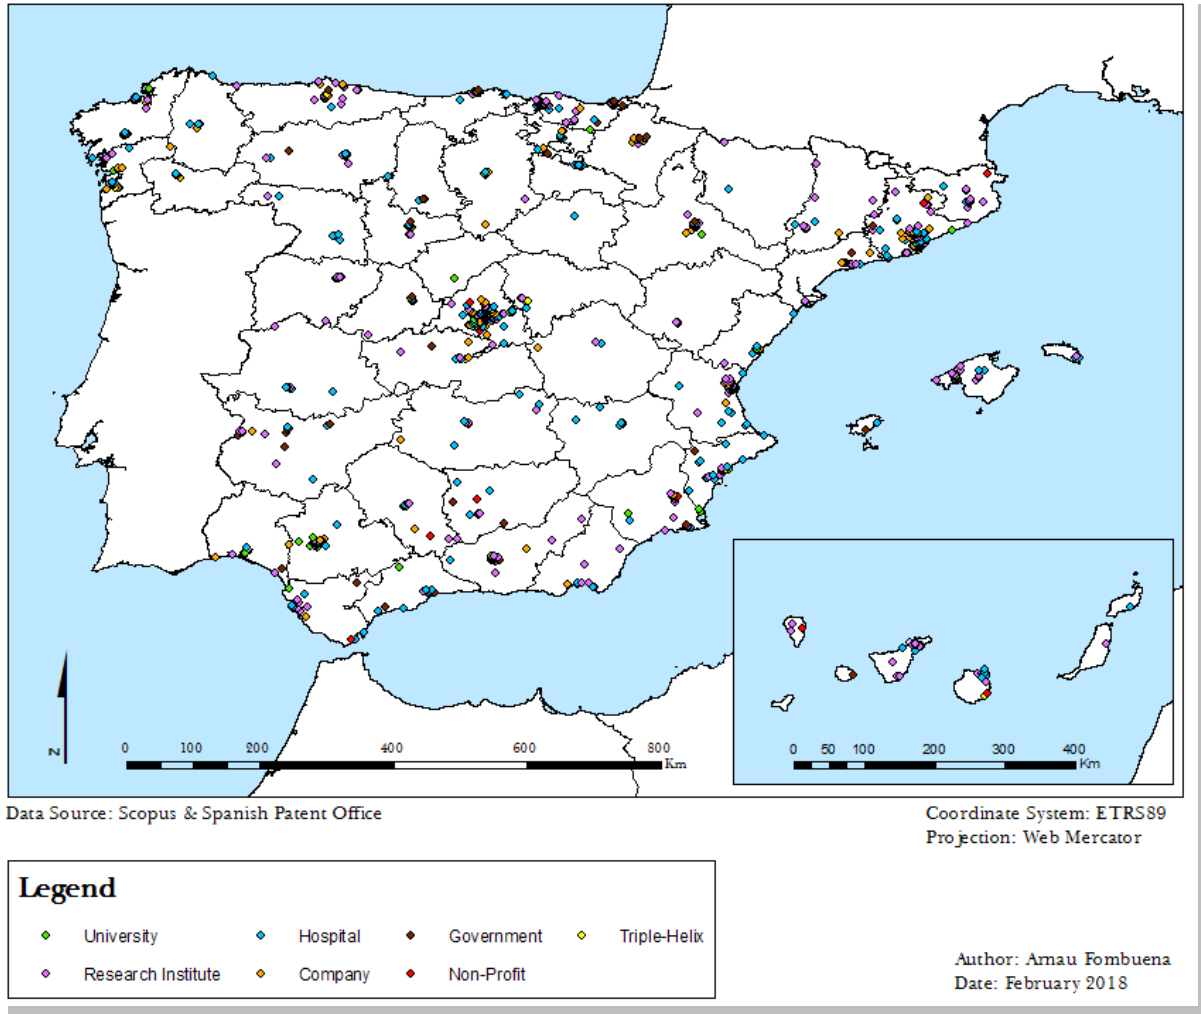 N
0 100 200 400 600 800
Km
0 50 100 200 300 400
Km
Data Source: Scopus & Spanish Patent Office
Coordinate System: ETRS89
Projection: Web Mercator
Legend
University Hospital Government Triple-Helix
Research Institute Company Non-Profit
Author: Arnau Fombuena
Date: February 2018